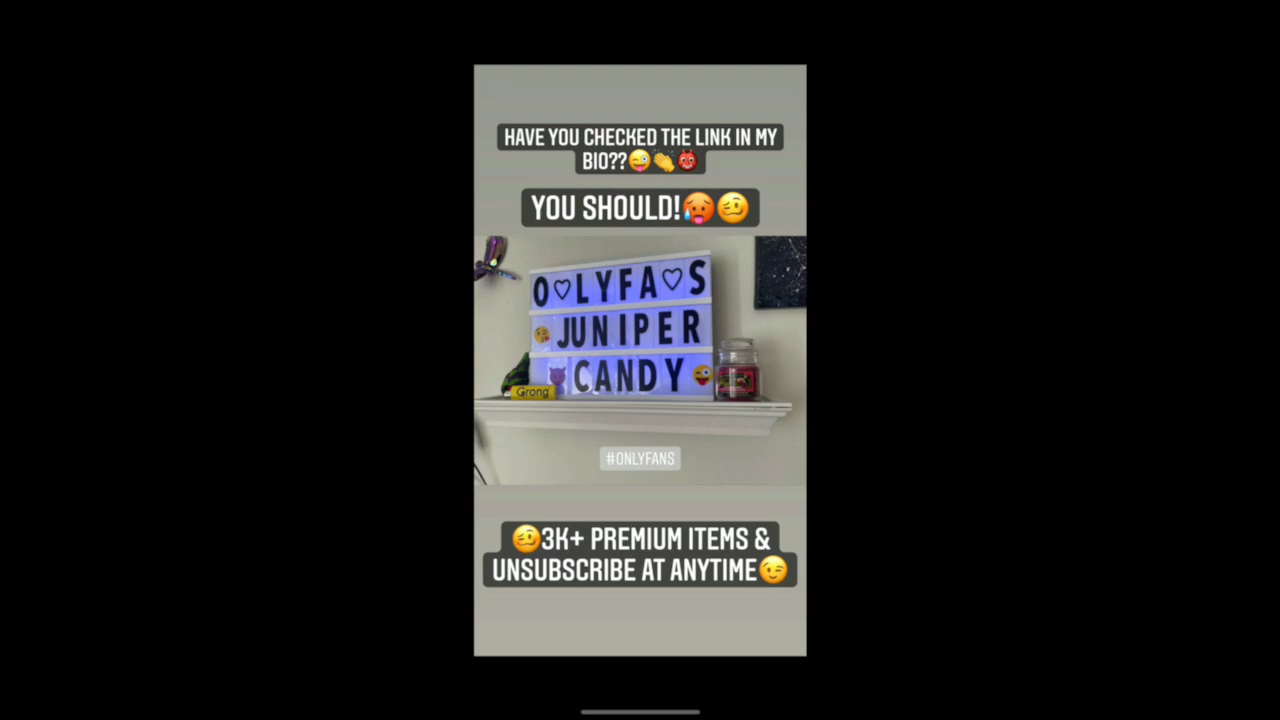 HAVE YOU CHECKED THE LINK IN MY
BIO??😜👏👹
YOU SHOULD!🥵🥴
O♡LYFA♡S
😘 JUNIPER
😈 CANDY 😜
Grong
#ONLYFANS
🥴3K+ PREMIUM ITEMS &
UNSUBSCRIBE AT ANYTIME😉